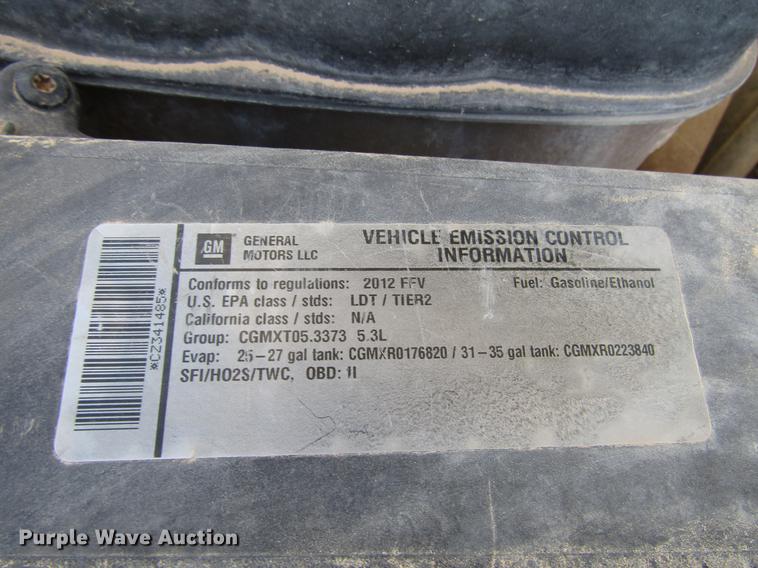 GM GENERAL MOTORS LLC
VEHICLE EMISSION CONTROL
INFORMATION
Conforms to regulations: 2012 FFV Fuel: Gasoline/Ethanol
U.S. EPA class / stds: LDT / TIER2
California class / stds: N/A
Group: CGMXT05.3373 5.3L
Evap: 25-27 gal tank: CGMXR0176820 / 31-35 gal tank: CGMXR0223840
SFI/HO2S/TWC, OBD: II
*CZ341485*
Purple Wave Auction